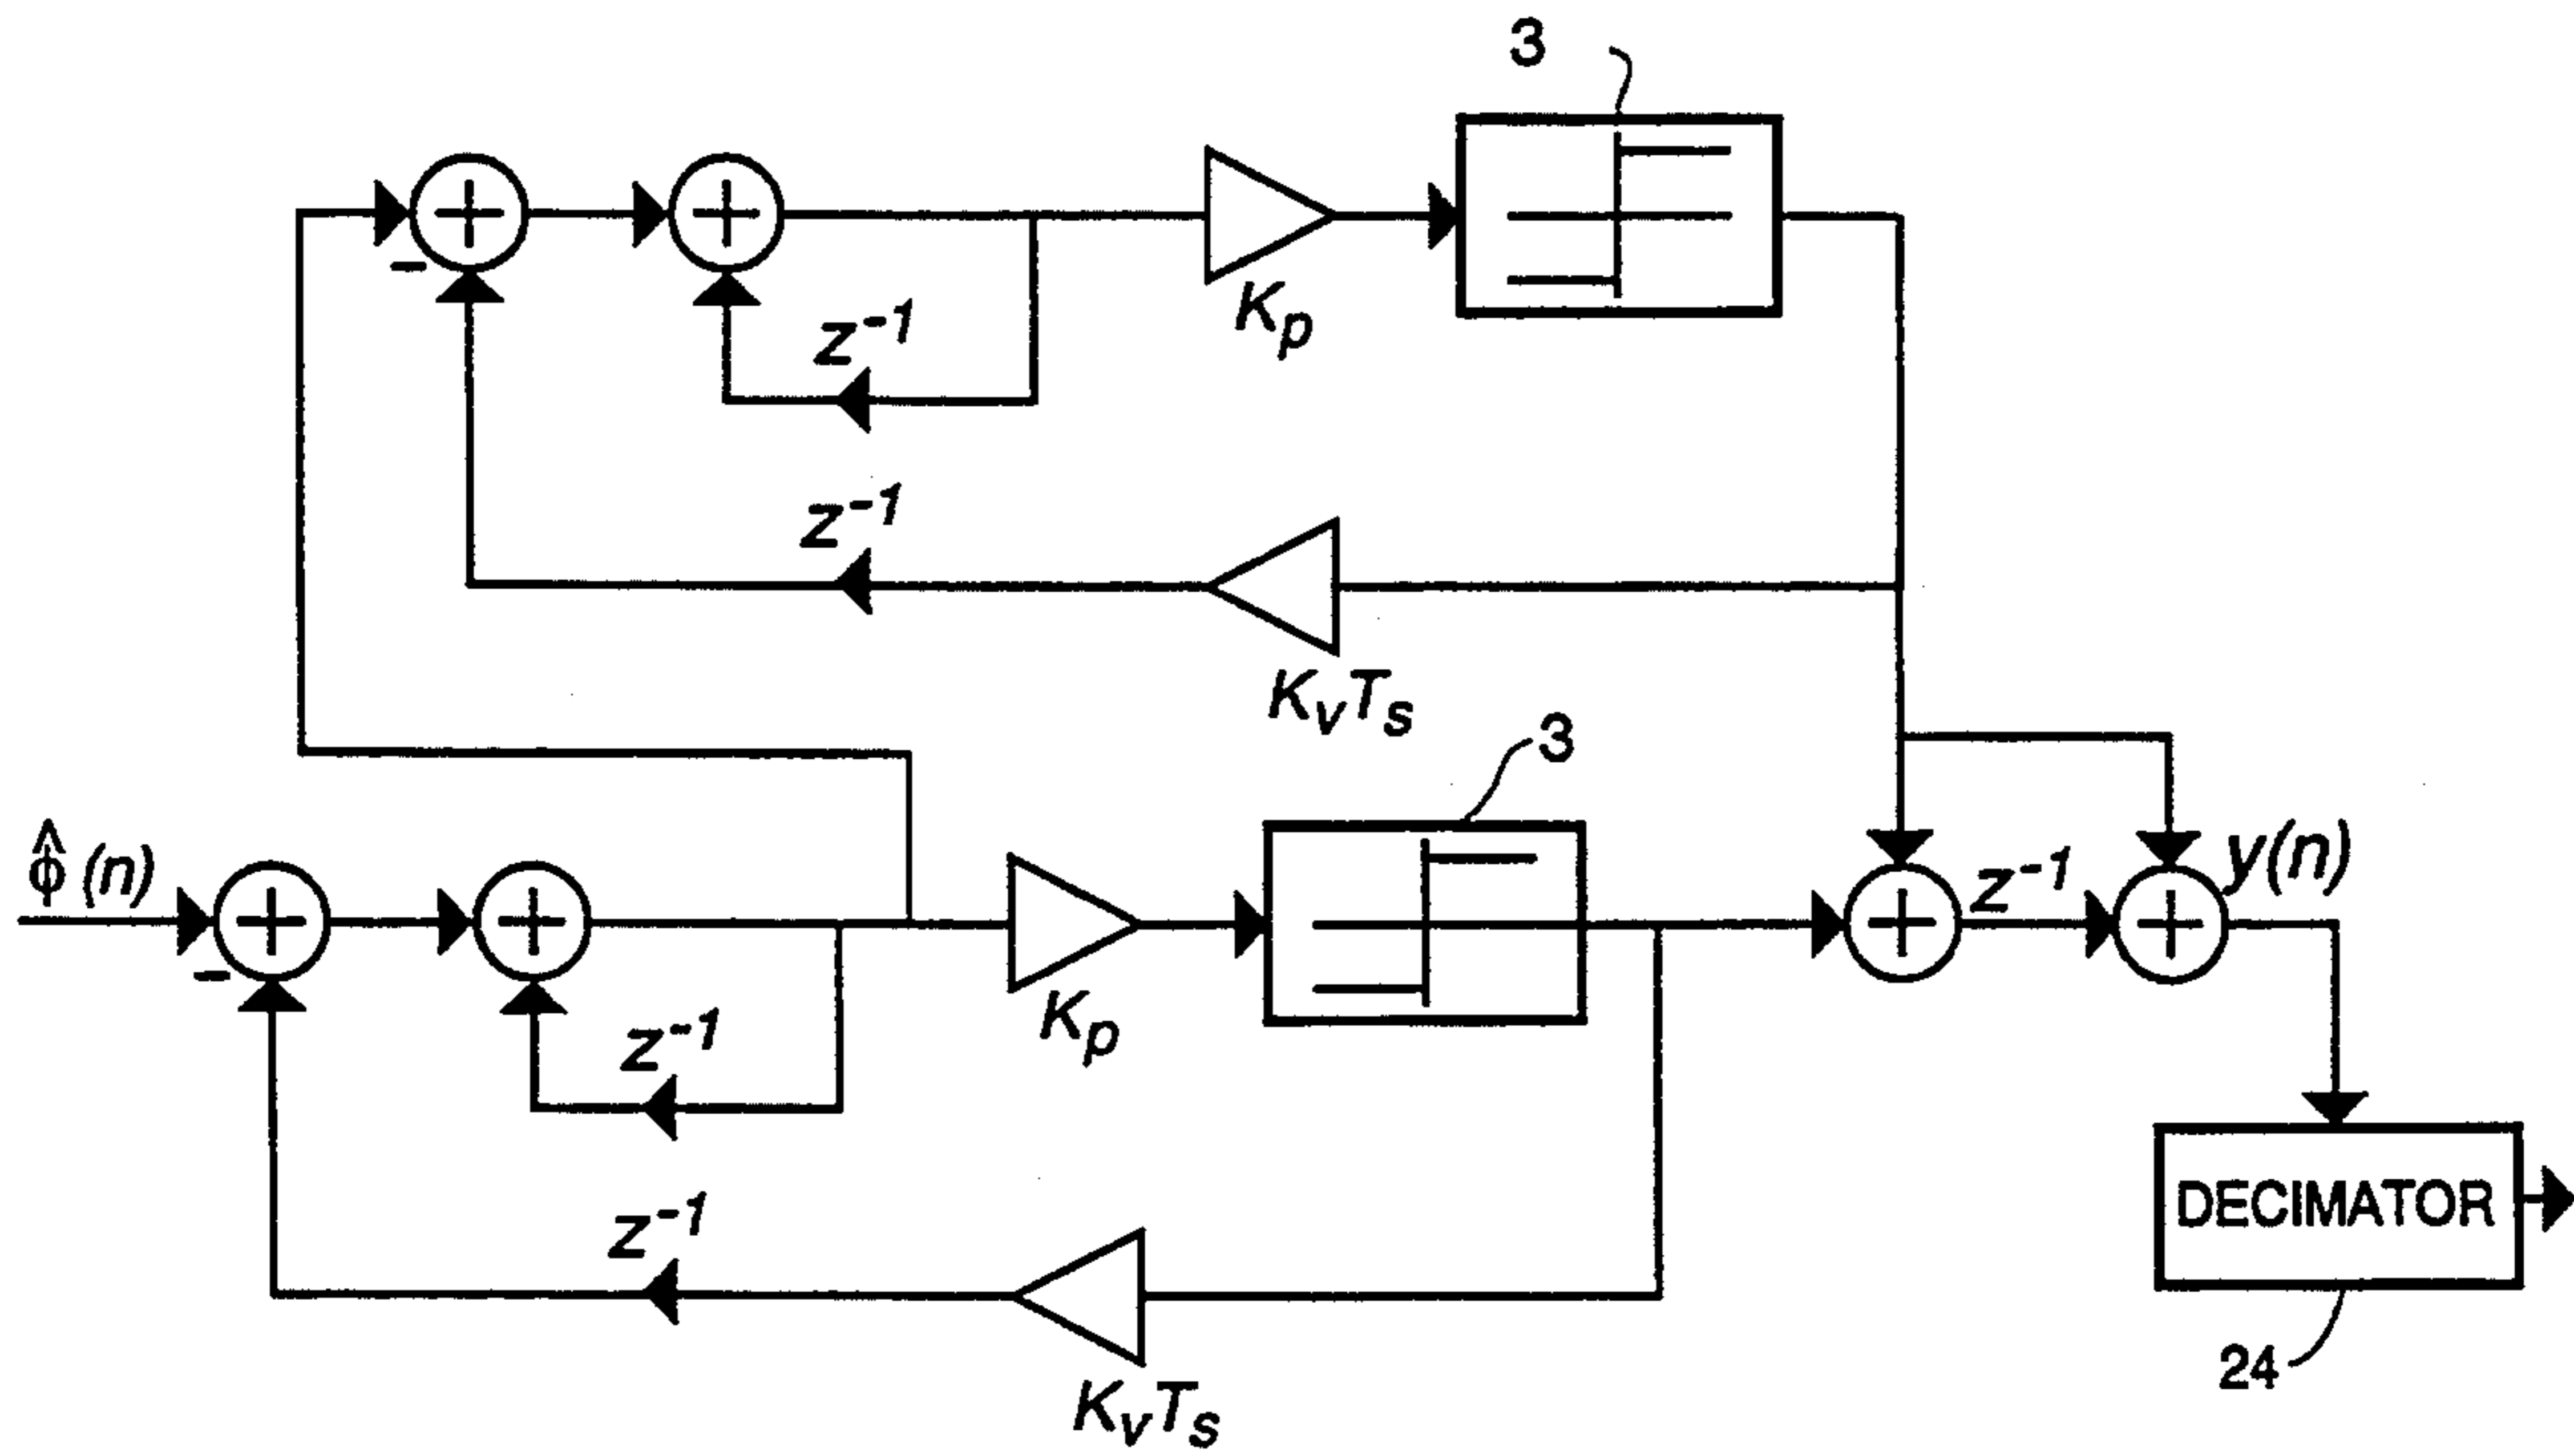 3
-
z⁻¹
Kₚ
z⁻¹
KᵥTₛ
3
ϕ̂ (n)
-
z⁻¹
y(n)
Kₚ
z⁻¹
z⁻¹
DECIMATOR
KᵥTₛ
24